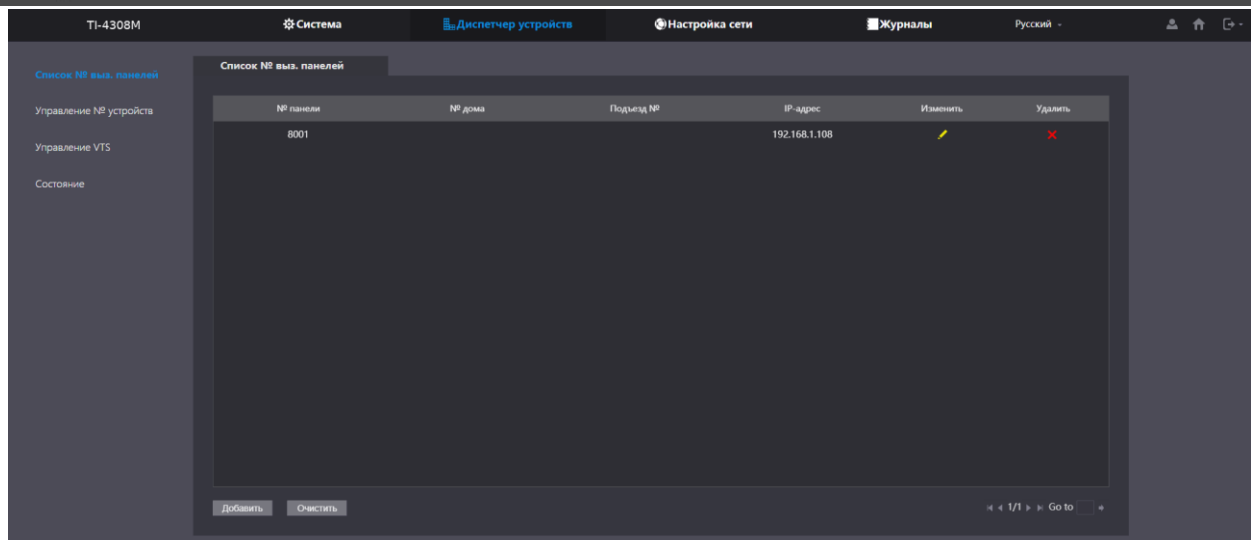 TI-4308M Система Диспетчер устройств Настройка сети Журналы Русский
Список № выз. панелей
Управление № устройств
Управление VTS
Состояние
Список № выз. панелей
№ панели № дома Подъезд № IP-адрес Изменить Удалить
8001 192.168.1.108
Добавить Очистить 1/1 Go to